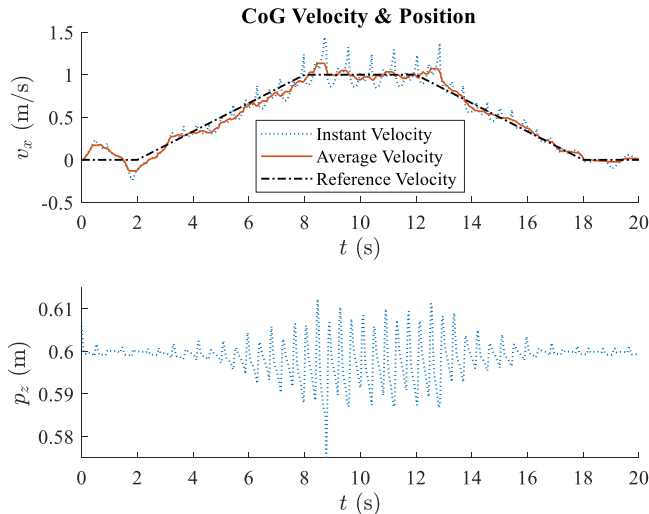 CoG Velocity & Position
1.5
1
0.5
0
-0.5
v_x (m/s)
Instant Velocity
Average Velocity
Reference Velocity
0 2 4 6 8 10 12 14 16 18 20
t (s)
0.61
0.6
0.59
0.58
p_z (m)
0 2 4 6 8 10 12 14 16 18 20
t (s)